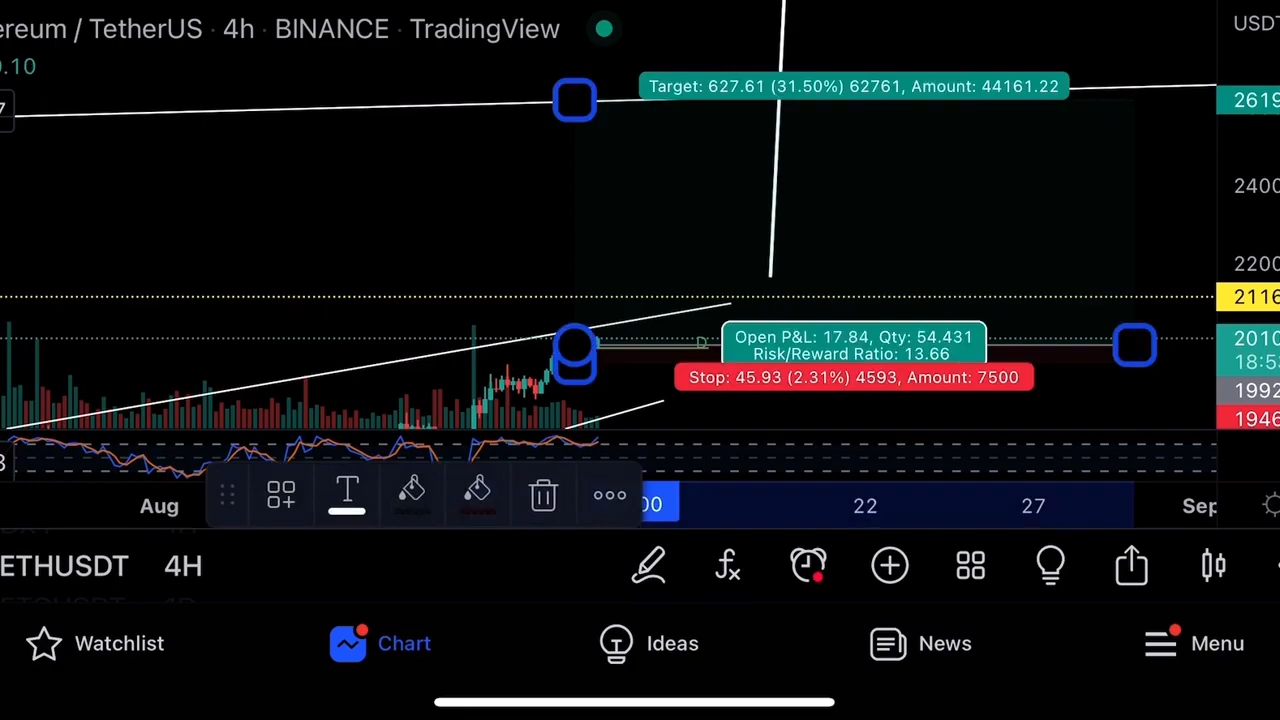 ereum / TetherUS · 4h · BINANCE · TradingView
USDT
0.10
Target: 627.61 (31.50%) 62761, Amount: 44161.22
7
2619
2400
2200
2116
Open P&L: 17.84, Qty: 54.431
Risk/Reward Ratio: 13.66
D
2010
18:5
Stop: 45.93 (2.31%) 4593, Amount: 7500
1992
1946
3
Aug
00
22
27
Sep
ETHUSDT 4H
Watchlist
Chart
Ideas
News
Menu